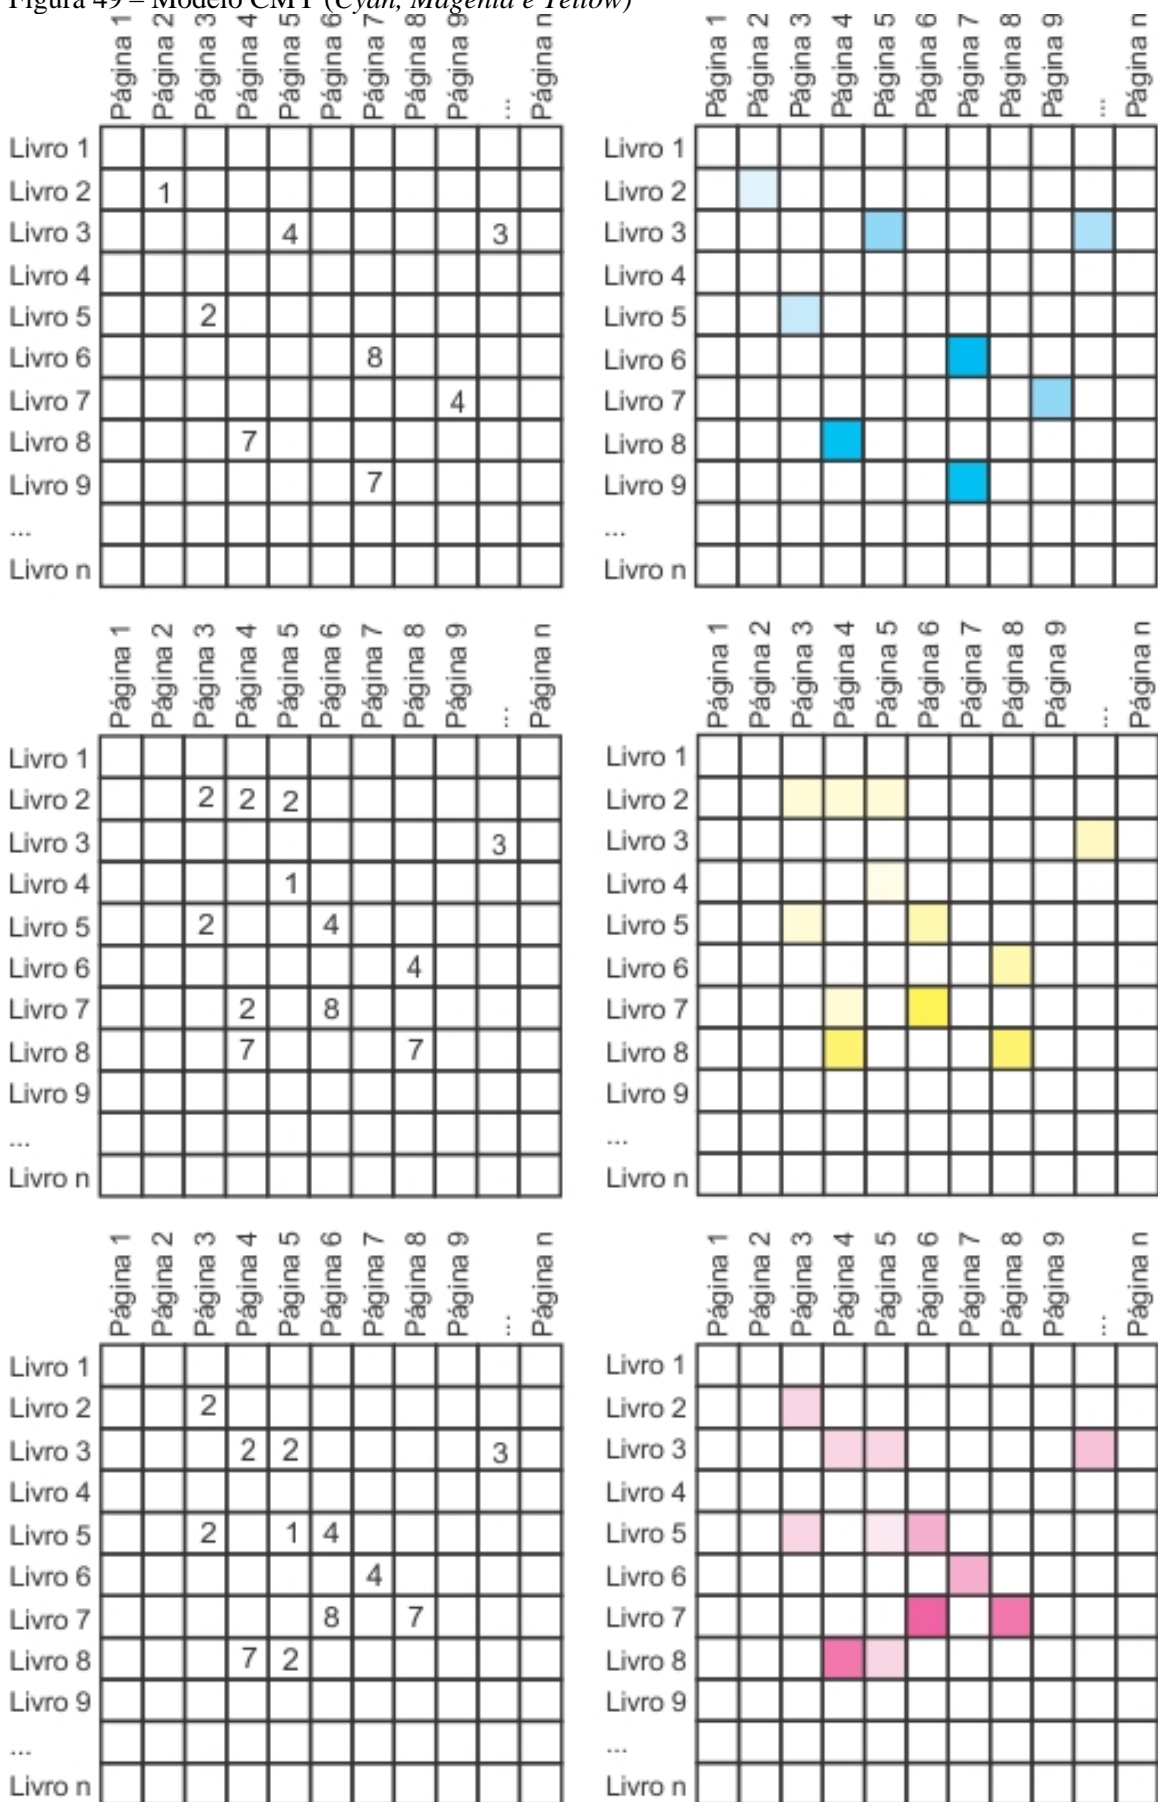 Figura 49 – Modelo CMY (Cyan, Magenta e Yellow)
Página 1 Página 2 Página 3 Página 4 Página 5 Página 6 Página 7 Página 8 Página 9 ... Página n
Livro 1
Livro 2 1
Livro 3 4 3
Livro 4
Livro 5 2
Livro 6 8
Livro 7 4
Livro 8 7
Livro 9 7
...
Livro n
Página 1 Página 2 Página 3 Página 4 Página 5 Página 6 Página 7 Página 8 Página 9 ... Página n
Livro 1
Livro 2
Livro 3
Livro 4
Livro 5
Livro 6
Livro 7
Livro 8
Livro 9
...
Livro n
Página 1 Página 2 Página 3 Página 4 Página 5 Página 6 Página 7 Página 8 Página 9 ... Página n
Livro 1
Livro 2 2 2 2
Livro 3 3
Livro 4 1
Livro 5 2 4
Livro 6 4
Livro 7 2 8
Livro 8 7 7
Livro 9
...
Livro n
Página 1 Página 2 Página 3 Página 4 Página 5 Página 6 Página 7 Página 8 Página 9 ... Página n
Livro 1
Livro 2
Livro 3
Livro 4
Livro 5
Livro 6
Livro 7
Livro 8
Livro 9
...
Livro n
Página 1 Página 2 Página 3 Página 4 Página 5 Página 6 Página 7 Página 8 Página 9 ... Página n
Livro 1
Livro 2 2
Livro 3 2 2 3
Livro 4
Livro 5 2 1 4
Livro 6 4
Livro 7 8 7
Livro 8 7 2
Livro 9
...
Livro n
Página 1 Página 2 Página 3 Página 4 Página 5 Página 6 Página 7 Página 8 Página 9 ... Página n
Livro 1
Livro 2
Livro 3
Livro 4
Livro 5
Livro 6
Livro 7
Livro 8
Livro 9
...
Livro n